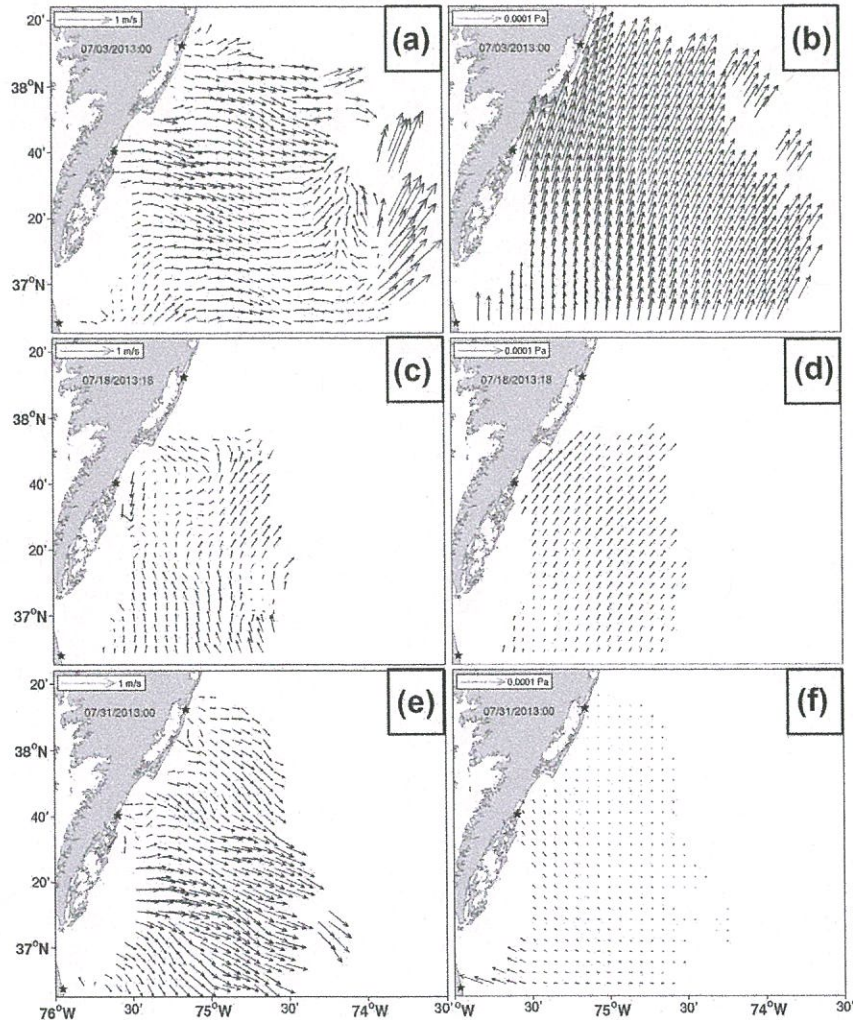 1 m/s
(a)
07/03/2013:00
0.0001 Pa
(b)
07/03/2013:00
38°N
40'
20'
37°N
20'
1 m/s
(c)
07/18/2013:18
0.0001 Pa
(d)
07/18/2013:18
38°N
40'
20'
37°N
20'
1 m/s
(e)
07/31/2013:00
0.0001 Pa
(f)
07/31/2013:00
38°N
40'
20'
37°N
76°W 30' 75°W 30' 74°W 30'
30' 75°W 30' 74°W 30'